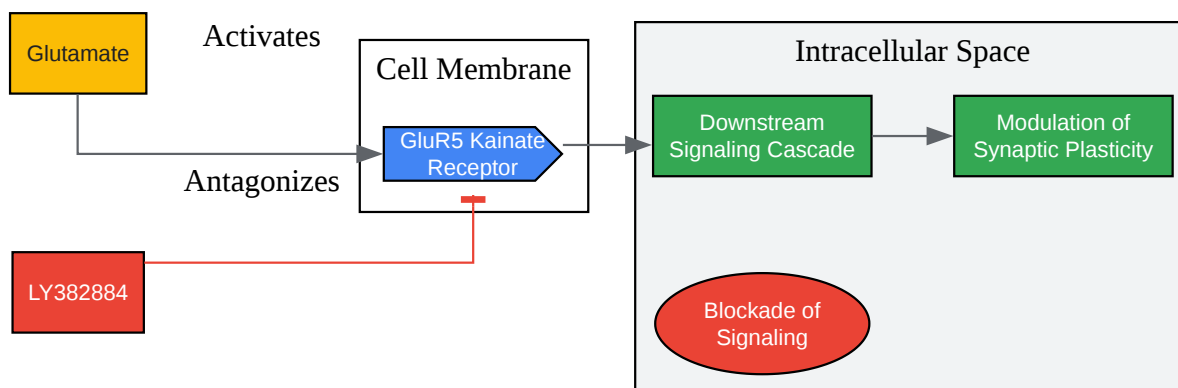 Glutamate
Activates
Cell Membrane
GluR5 Kainate
Receptor
Antagonizes
LY382884
Intracellular Space
Downstream
Signaling Cascade
Modulation of
Synaptic Plasticity
Blockade of
Signaling